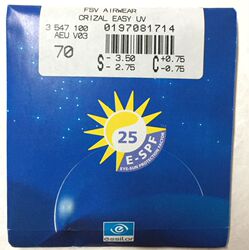 FSV AIRWEAR
CRIZAL EASY UV
3 547 100 0197081714
AEU V03
70 S - 3.50 C +0.75
- 2.75 -0.75
25
E-SPF
EYE-SUN PROTECTION FACTOR
essilor